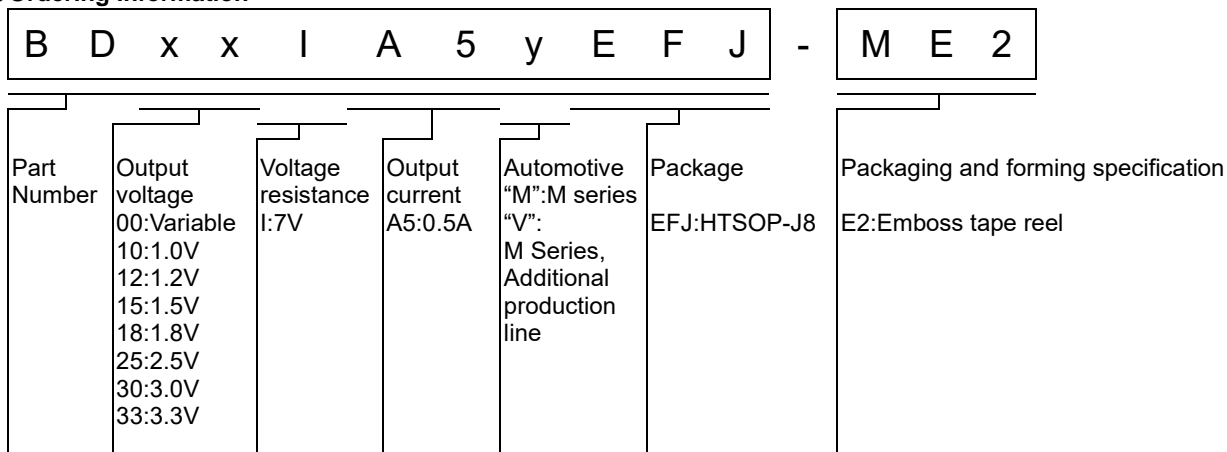 Ordering Information
B D x x I A 5 y E F J - M E 2
Part
Number
Output
voltage
00:Variable
10:1.0V
12:1.2V
15:1.5V
18:1.8V
25:2.5V
30:3.0V
33:3.3V
Voltage
resistance
I:7V
Output
current
A5:0.5A
Automotive
“M”:M series
“V”:
M Series,
Additional
production
line
Package
EFJ:HTSOP-J8
Packaging and forming specification
E2:Emboss tape reel